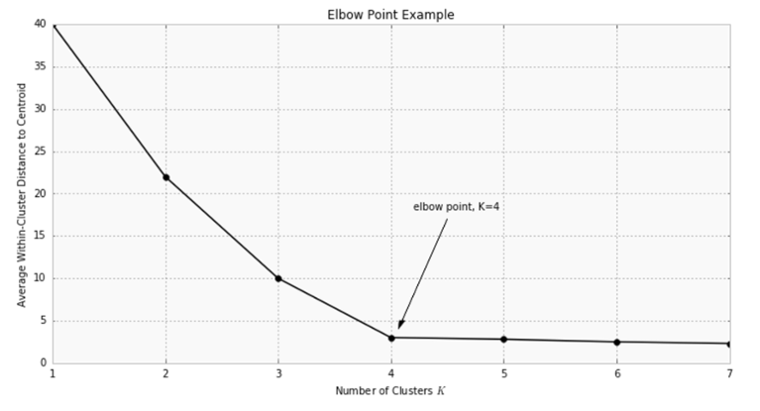 Elbow Point Example
40
35
30
25
20
15
10
5
0
Average Within-Cluster Distance to Centroid
elbow point, K=4
1 2 3 4 5 6 7
Number of Clusters K